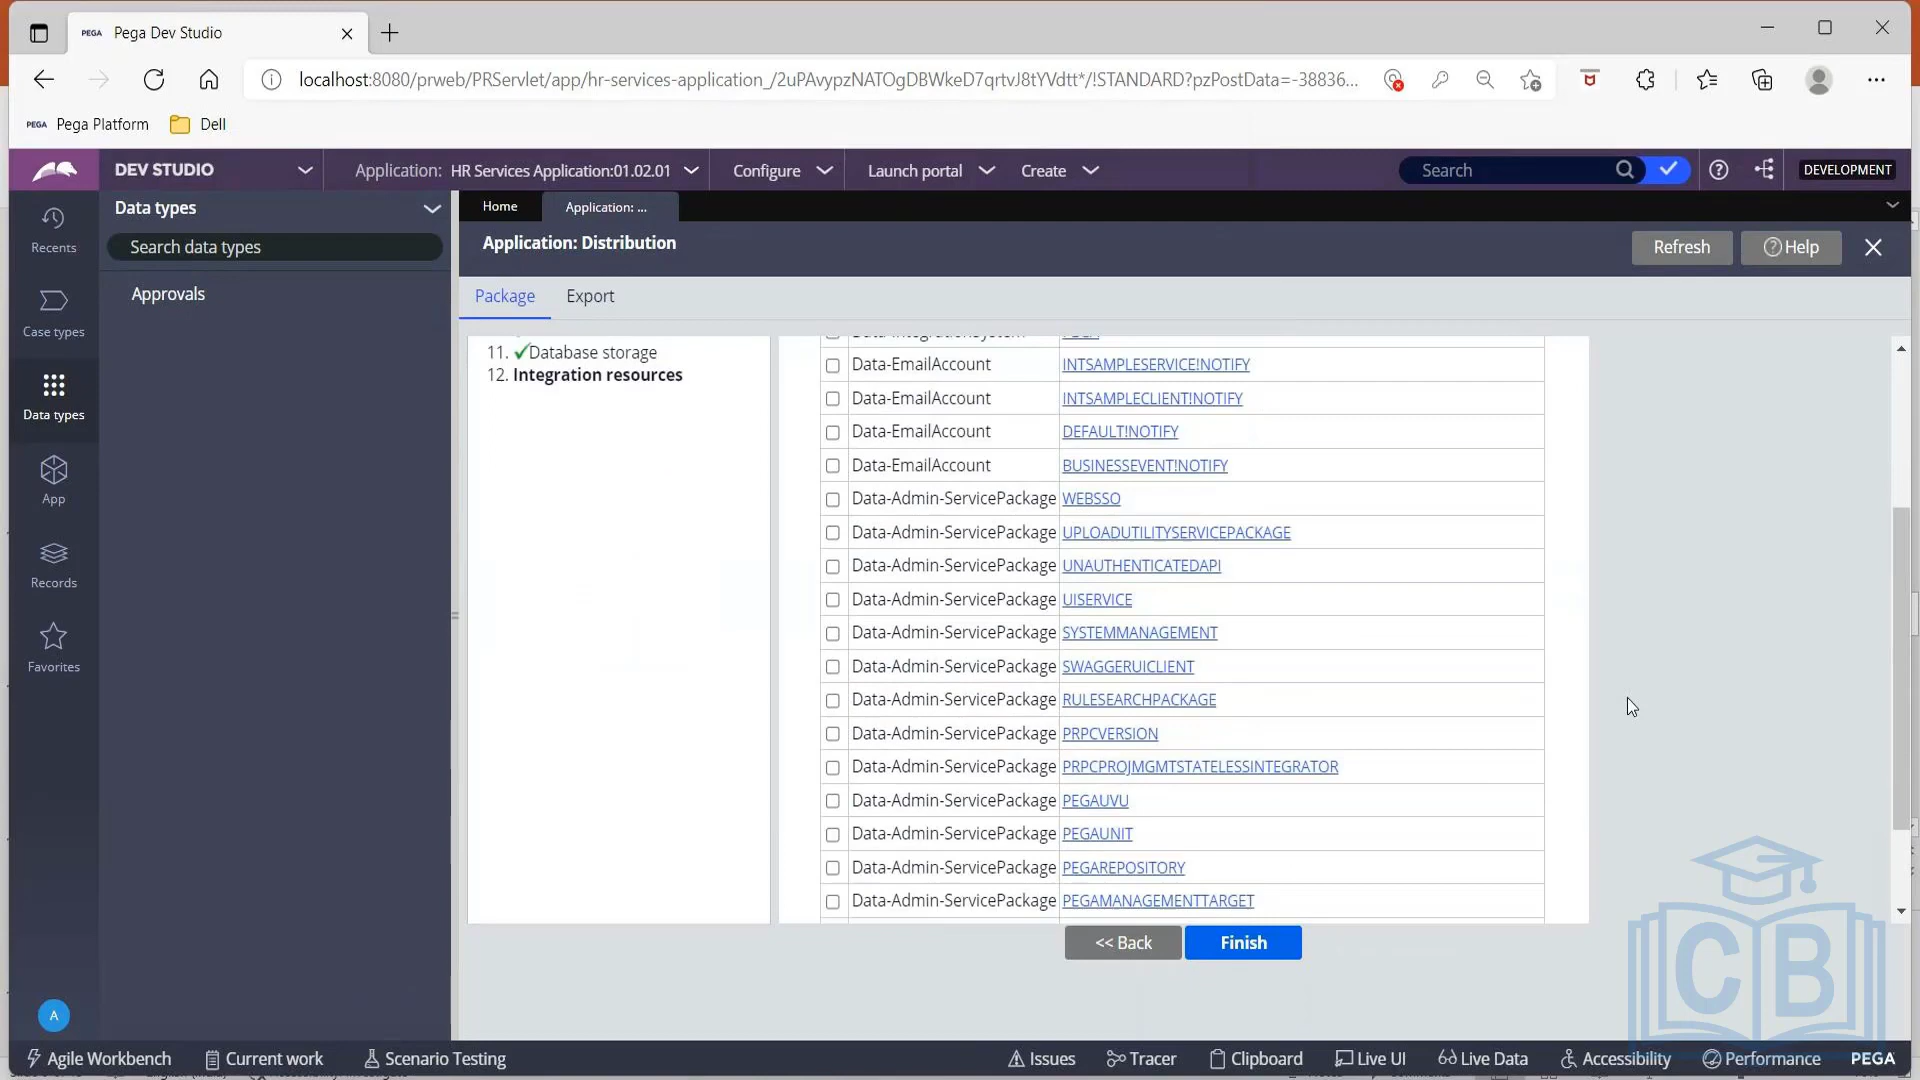 PEGA Pega Dev Studio
localhost:8080/prweb/PRServlet/app/hr-services-application_/2uPAvypzNATOgDBWkeD7qrtvJ8tYVdtt*/!STANDARD?pzPostData=-38836...
PEGA Pega Platform Dell
DEV STUDIO Application: HR Services Application:01.02.01 Configure Launch portal Create Search DEVELOPMENT
Recents
Case types
Data types
App
Records
Favorites
A
Data types
Search data types
Approvals
Home Application: ...
Application: Distribution Refresh Help
Package Export
11. Database storage
12. Integration resources
Data-EmailAccount INTSAMPLESERVICE!NOTIFY
Data-EmailAccount INTSAMPLECLIENT!NOTIFY
Data-EmailAccount DEFAULT!NOTIFY
Data-EmailAccount BUSINESSEVENT!NOTIFY
Data-Admin-ServicePackage WEBSSO
Data-Admin-ServicePackage UPLOADUTILITYSERVICEPACKAGE
Data-Admin-ServicePackage UNAUTHENTICATEDAPI
Data-Admin-ServicePackage UISERVICE
Data-Admin-ServicePackage SYSTEMMANAGEMENT
Data-Admin-ServicePackage SWAGGERUICLIENT
Data-Admin-ServicePackage RULESEARCHPACKAGE
Data-Admin-ServicePackage PRPCVERSION
Data-Admin-ServicePackage PRPCPROJMGMTSTATELESSINTEGRATOR
Data-Admin-ServicePackage PEGAUVU
Data-Admin-ServicePackage PEGAUNIT
Data-Admin-ServicePackage PEGAREPOSITORY
Data-Admin-ServicePackage PEGAMANAGEMENTTARGET
<< Back Finish
CB
Agile Workbench Current work Scenario Testing Issues Tracer Clipboard Live UI Live Data Accessibility Performance PEGA